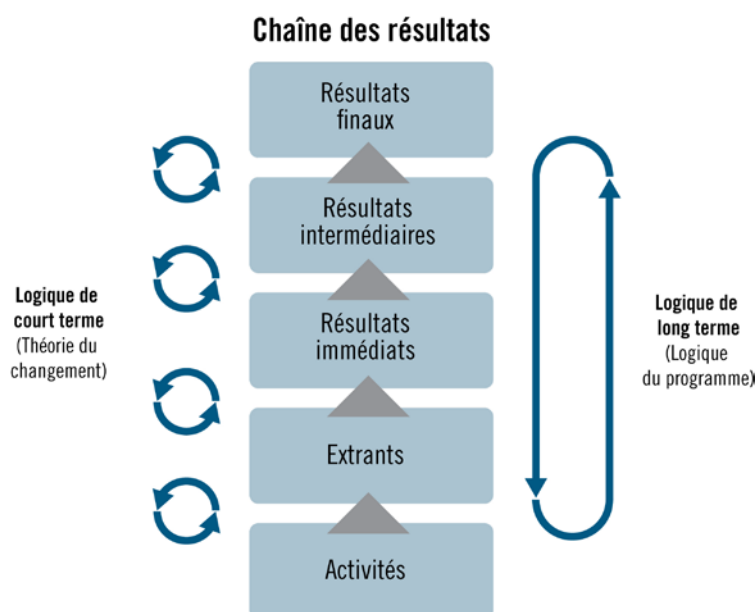 Chaîne des résultats
Résultats
finaux
Résultats
intermédiaires
Résultats
immédiats
Extrants
Activités
Logique de
court terme
(Théorie du
changement)
Logique de
long terme
(Logique
du programme)